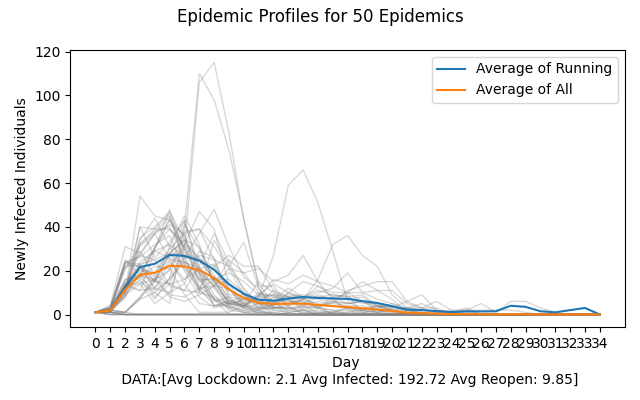 Epidemic Profiles for 50 Epidemics
120
100
80
60
40
20
0
Newly Infected Individuals
Average of Running
Average of All
0 1 2 3 4 5 6 7 8 9 10 11 12 13 14 15 16 17 18 19 20 21 22 23 24 25 26 27 28 29 30 31 32 33 34
Day
DATA:[Avg Lockdown: 2.1 Avg Infected: 192.72 Avg Reopen: 9.85]